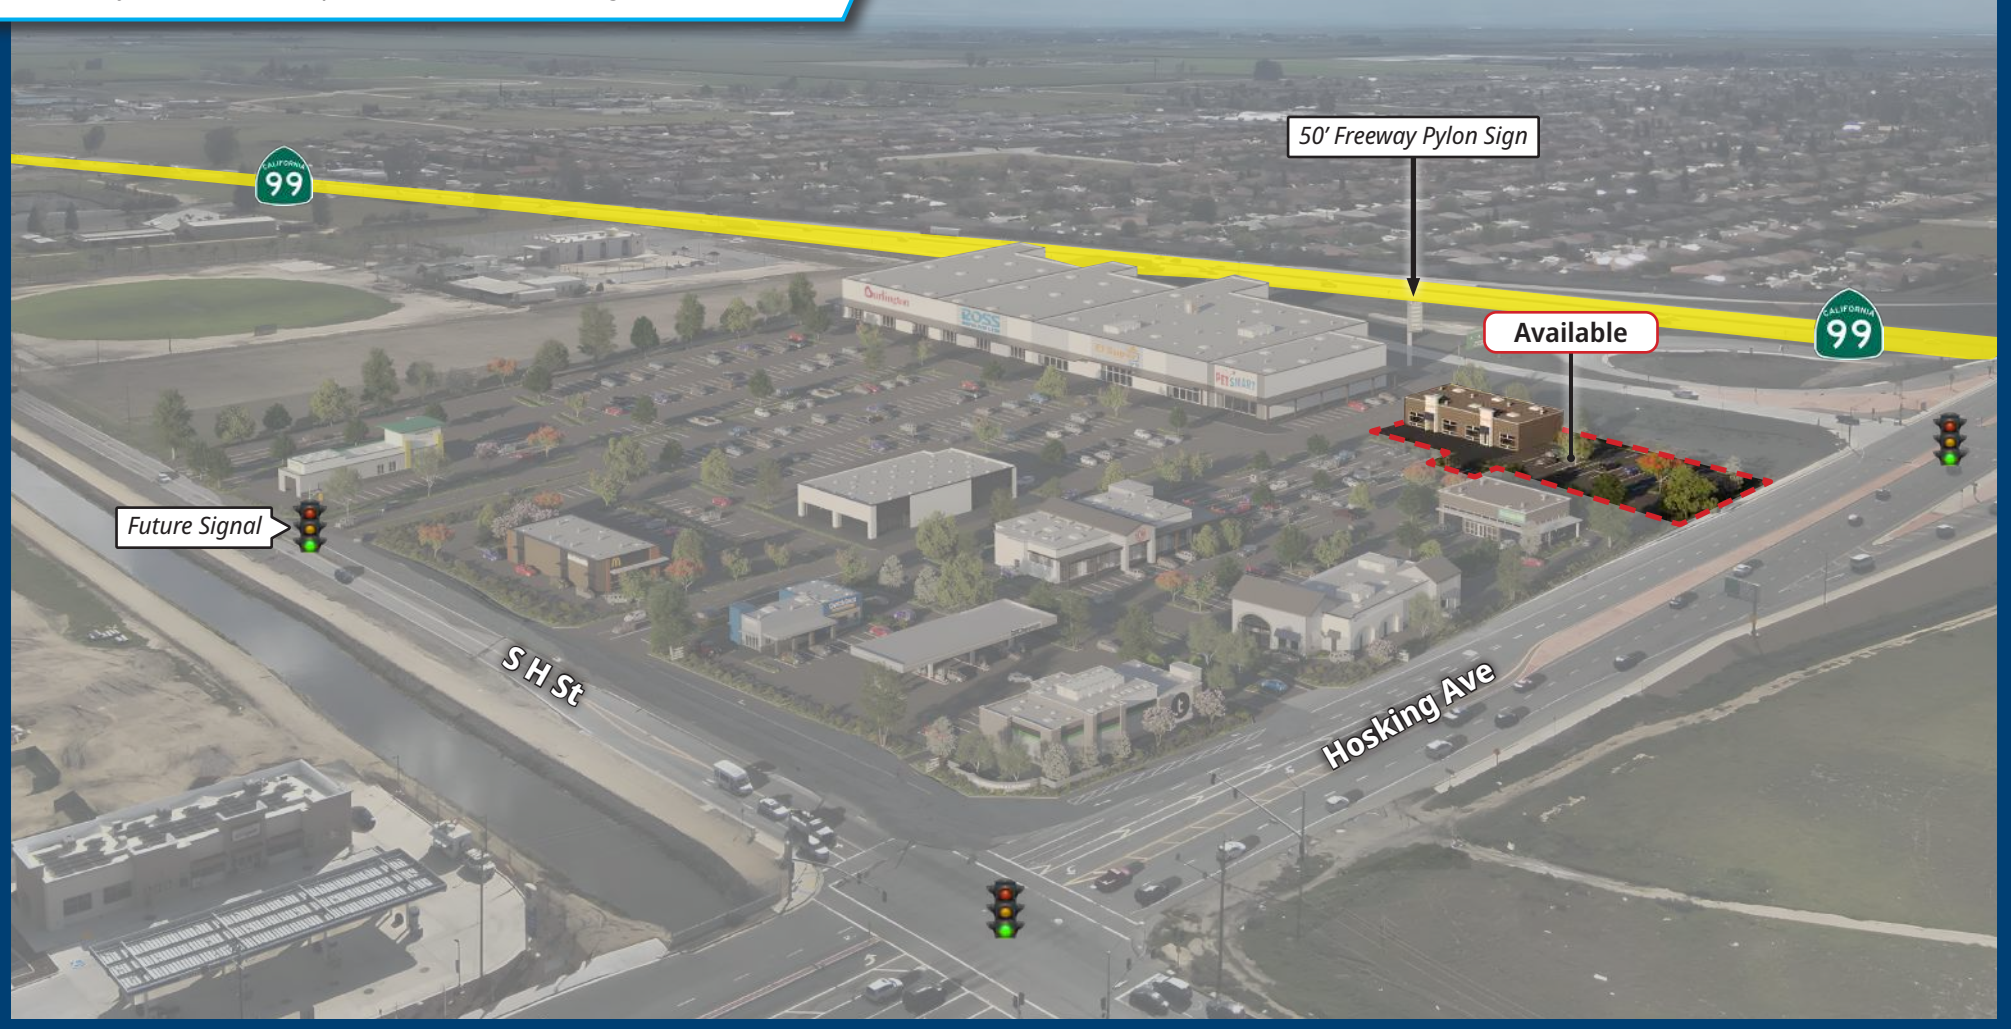 50’ Freeway Pylon Sign
CALIFORNIA
99
Available
CALIFORNIA
99
Burlington
ROSS
PETSMART
Future Signal
S H St
Hosking Ave